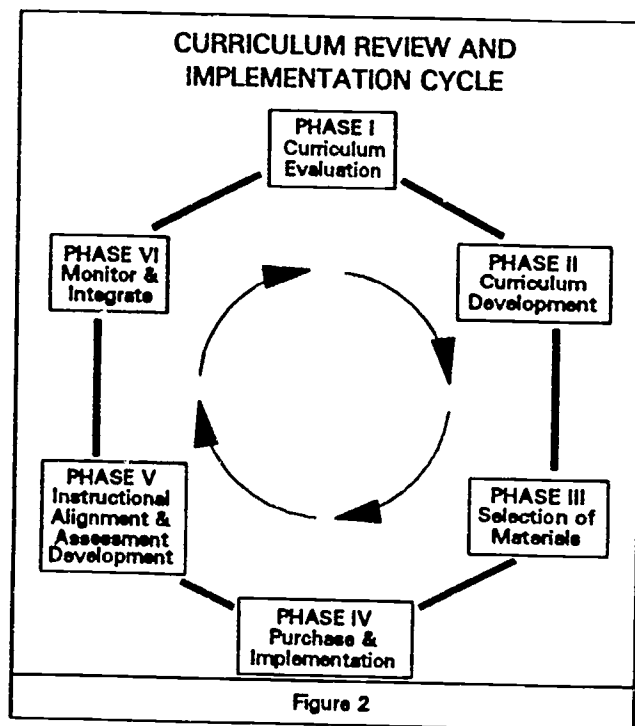 CURRICULUM REVIEW AND
IMPLEMENTATION CYCLE
PHASE I
Curriculum
Evaluation
PHASE II
Curriculum
Development
PHASE III
Selection of
Materials
PHASE IV
Purchase &
Implementation
PHASE V
Instructional
Alignment &
Assessment
Development
PHASE VI
Monitor &
Integrate
Figure 2